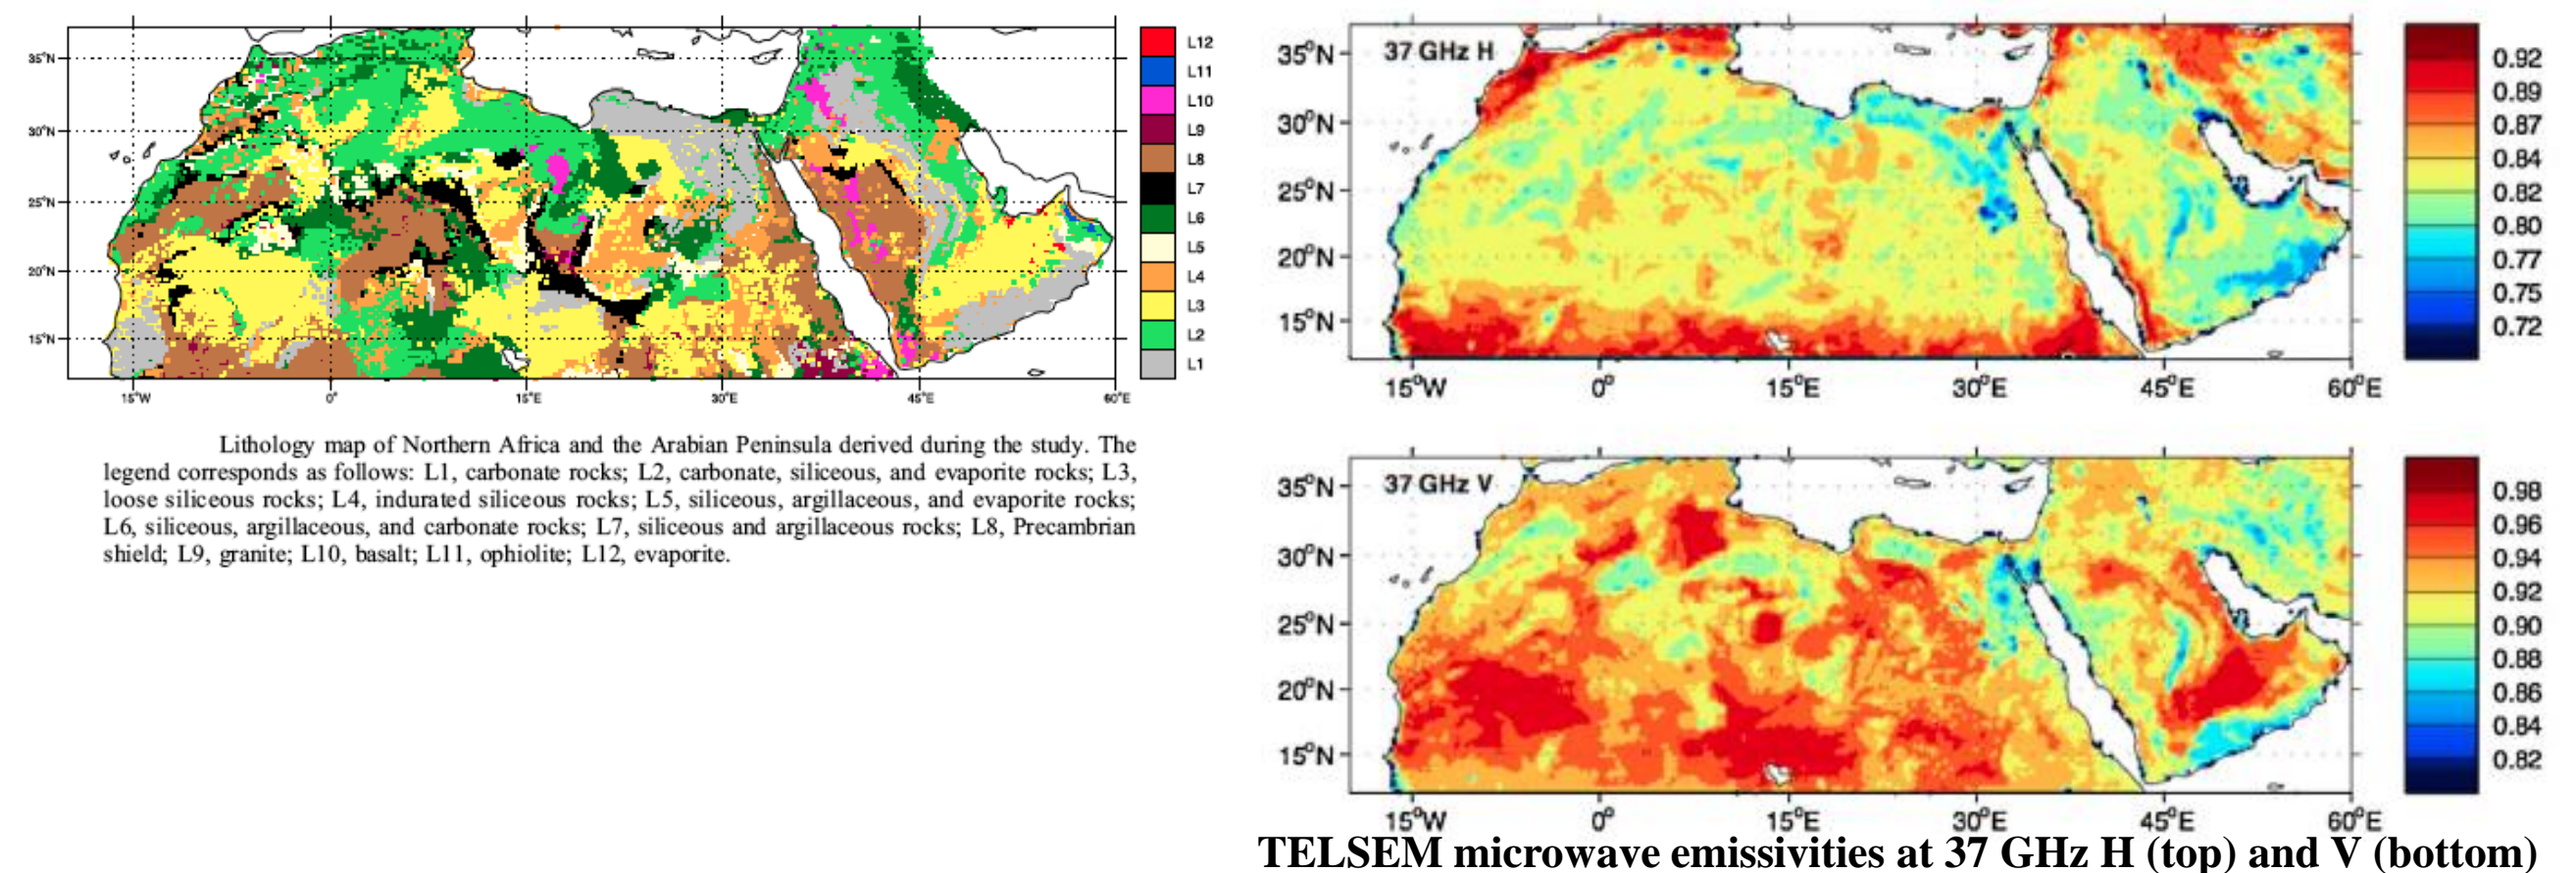 35°N
30°N
25°N
20°N
15°N
15°W
0°
15°E
30°E
45°E
60°E
L12
L11
L10
L9
L8
L7
L6
L5
L4
L3
L2
L1
Lithology map of Northern Africa and the Arabian Peninsula derived during the study. The
legend corresponds as follows: L1, carbonate rocks; L2, carbonate, siliceous, and evaporite rocks; L3,
loose siliceous rocks; L4, indurated siliceous rocks; L5, siliceous, argillaceous, and evaporite rocks;
L6, siliceous, argillaceous, and carbonate rocks; L7, siliceous and argillaceous rocks; L8, Precambrian
shield; L9, granite; L10, basalt; L11, ophiolite; L12, evaporite.
37 GHz H
35°N
30°N
25°N
20°N
15°N
15°W
0°
15°E
30°E
45°E
60°E
0.92
0.89
0.87
0.84
0.82
0.80
0.77
0.75
0.72
37 GHz V
35°N
30°N
25°N
20°N
15°N
15°W
0°
15°E
30°E
45°E
60°E
0.98
0.96
0.94
0.92
0.90
0.88
0.86
0.84
0.82
TELSEM microwave emissivities at 37 GHz H (top) and V (bottom)